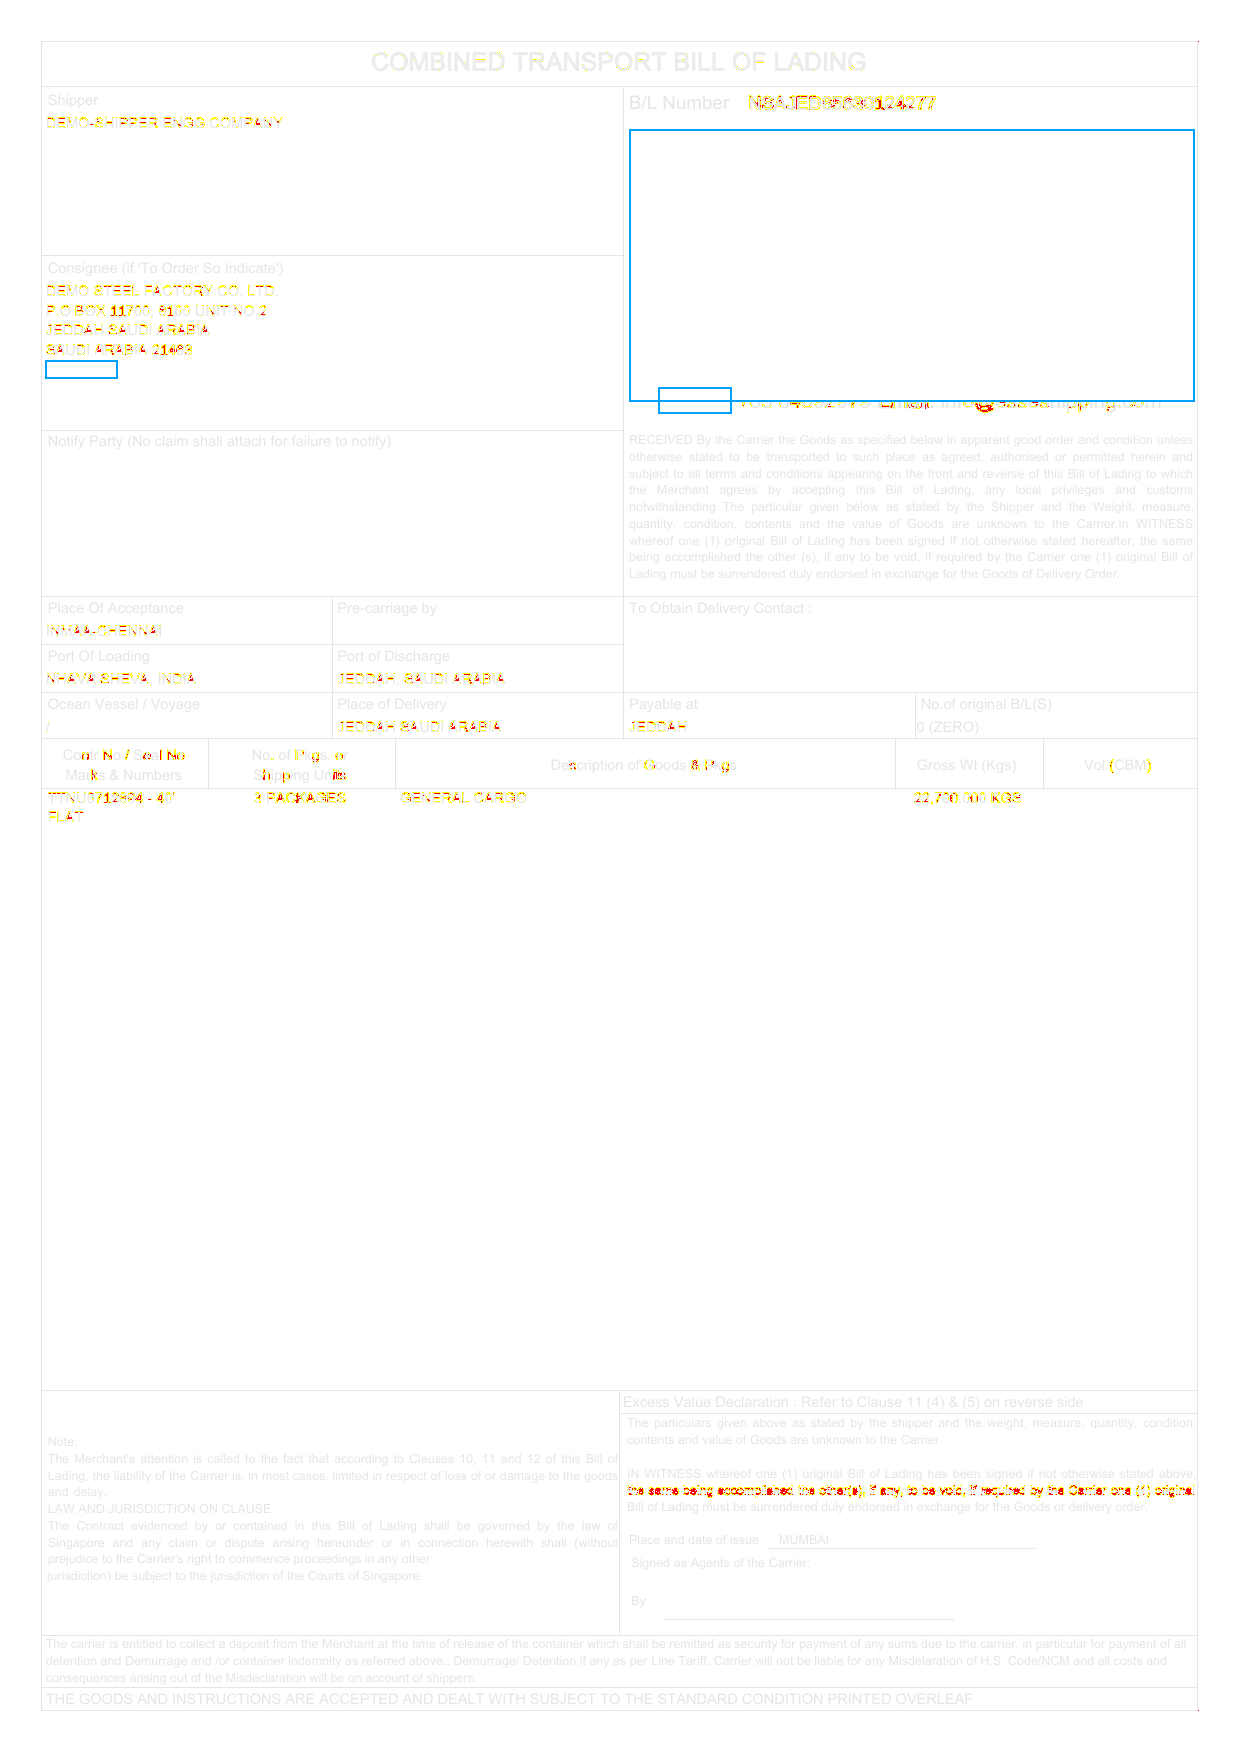 COMBINED TRANSPORT BILL OF LADING
Shipper
DEMO-SHIPPER ENGG COMPANY
B/L Number
Consignee (if 'To Order So Indicate')
DEMO STEEL FACTORY CO. LTD.
P.O BOX 11700, 3100 UNIT NO 2
JEDDAH SAUDI ARABIA
SAUDI ARABIA
Notify Party (No claim shall attach for failure to notify)
RECEIVED By the Carrier the Goods as specified below in apparent good order and condition unless
otherwise stated to be transported to such place as agreed, authorised or permitted herein and
subject to all terms and conditions appearing on the front and reverse of this Bill of Lading to which
the Merchant agrees by accepting this Bill of Lading, any local privileges and customs
notwithstanding The particular given below as stated by the Shipper and the Weight, measure,
quantity, condition, contents and the value of Goods are unknown to the Carrier.In WITNESS
whereof one (1) original Bill of Lading has been signed if not otherwise stated hereafter, the same
being accomplished the other (s), if any to be void, if required by the Carrier one (1) original Bill of
Lading must be surrendered duly endorsed in exchange for the Goods of Delivery Order.
Place Of Acceptance
INMAA-CHENNAI
Pre-carriage by
To Obtain Delivery Contact :
Port Of Loading
NHAVA SHEVA, INDIA
Port of Discharge
JEDDAH, SAUDI ARABIA
Ocean Vessel / Voyage
/
Place of Delivery
JEDDAH SAUDI ARABIA
Payable at
JEDDAH
No.of original B/L(S)
0 (ZERO)
Contr No./ Seal No
Marks & Numbers
No. of Pkgs. or
Shipping Units
Description of Goods & Pkgs
Gross Wt (Kgs)
Vol (CBM)
PACKAGES
GENERAL CARGO
22,700.000 KGS
FLAT
Excess Value Declaration : Refer to Clause 11 (4) & (5) on reverse side
The particulars given above as stated by the shipper and the weight, measure, quantity, condition,
contents and value of Goods are unknown to the Carrier.
IN WITNESS whereof one (1) original Bill of Lading has been signed if not otherwise stated above,
the same being accomplished the other(s), if any, to be void, if required by the Carrier one (1) original
Bill of Lading must be surrendered duly endorsed in exchange for the Goods or delivery order.
Note:
The Merchant's attention is called to the fact that according to Clauses 10, 11 and 12 of this Bill of
Lading, the liability of the Carrier is, in most cases, limited in respect of loss of or damage to the goods
and delay.
LAW AND JURISDICTION ON CLAUSE
The Contract evidenced by or contained in this Bill of Lading shall be governed by the law of
Singapore and any claim or dispute arising hereunder or in connection herewith shall (without
prejudice to the Carrier's right to commence proceedings in any other
jurisdiction) be subject to the jurisdiction of the Courts of Singapore.
Place and date of issue MUMBAI
Signed as Agents of the Carrier:
By
The carrier is entitled to collect a deposit from the Merchant at the time of release of the container which shall be remitted as security for payment of any sums due to the carrier, in particular for payment of all
detention and Demurrage and /or container indemnity as referred above.. Demurrage/ Detention if any as per Line Tariff. Carrier will not be liable for any Misdelaration of H.S. Code/NCM and all costs and
consequences arising out of the Misdeclaration will be on account of shippers.
THE GOODS AND INSTRUCTIONS ARE ACCEPTED AND DEALT WITH SUBJECT TO THE STANDARD CONDITION PRINTED OVERLEAF